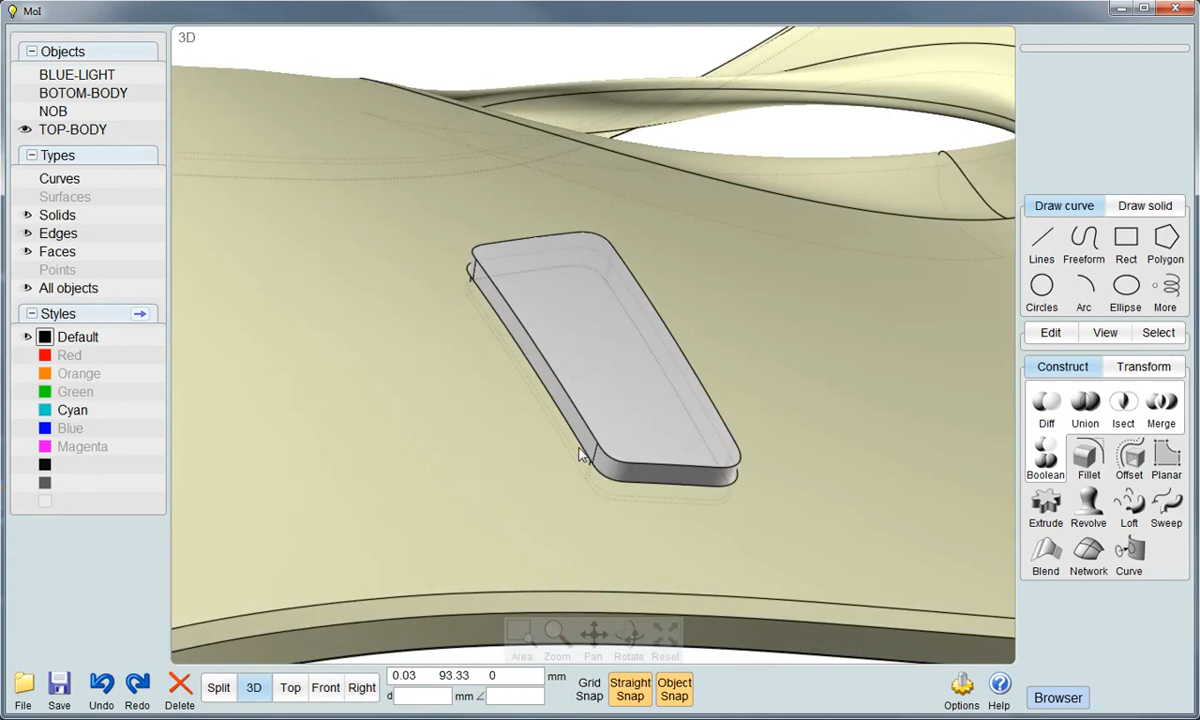 MoI
Objects
BLUE-LIGHT
BOTOM-BODY
NOB
TOP-BODY
Types
Curves
Surfaces
Solids
Edges
Faces
Points
All objects
Styles
Default
Red
Orange
Green
Cyan
Blue
Magenta
3D
Area Zoom Pan Rotate Reset
Draw curve Draw solid
Lines Freeform Rect Polygon
Circles Arc Ellipse More
Edit View Select
Construct Transform
Diff Union Isect Merge
Boolean Fillet Offset Planar
Extrude Revolve Loft Sweep
Blend Network Curve
File Save Undo Redo Delete
Split 3D Top Front Right
0.03 93.33 0 mm
d mm
Grid Snap
Straight Snap
Object Snap
Options Help
Browser